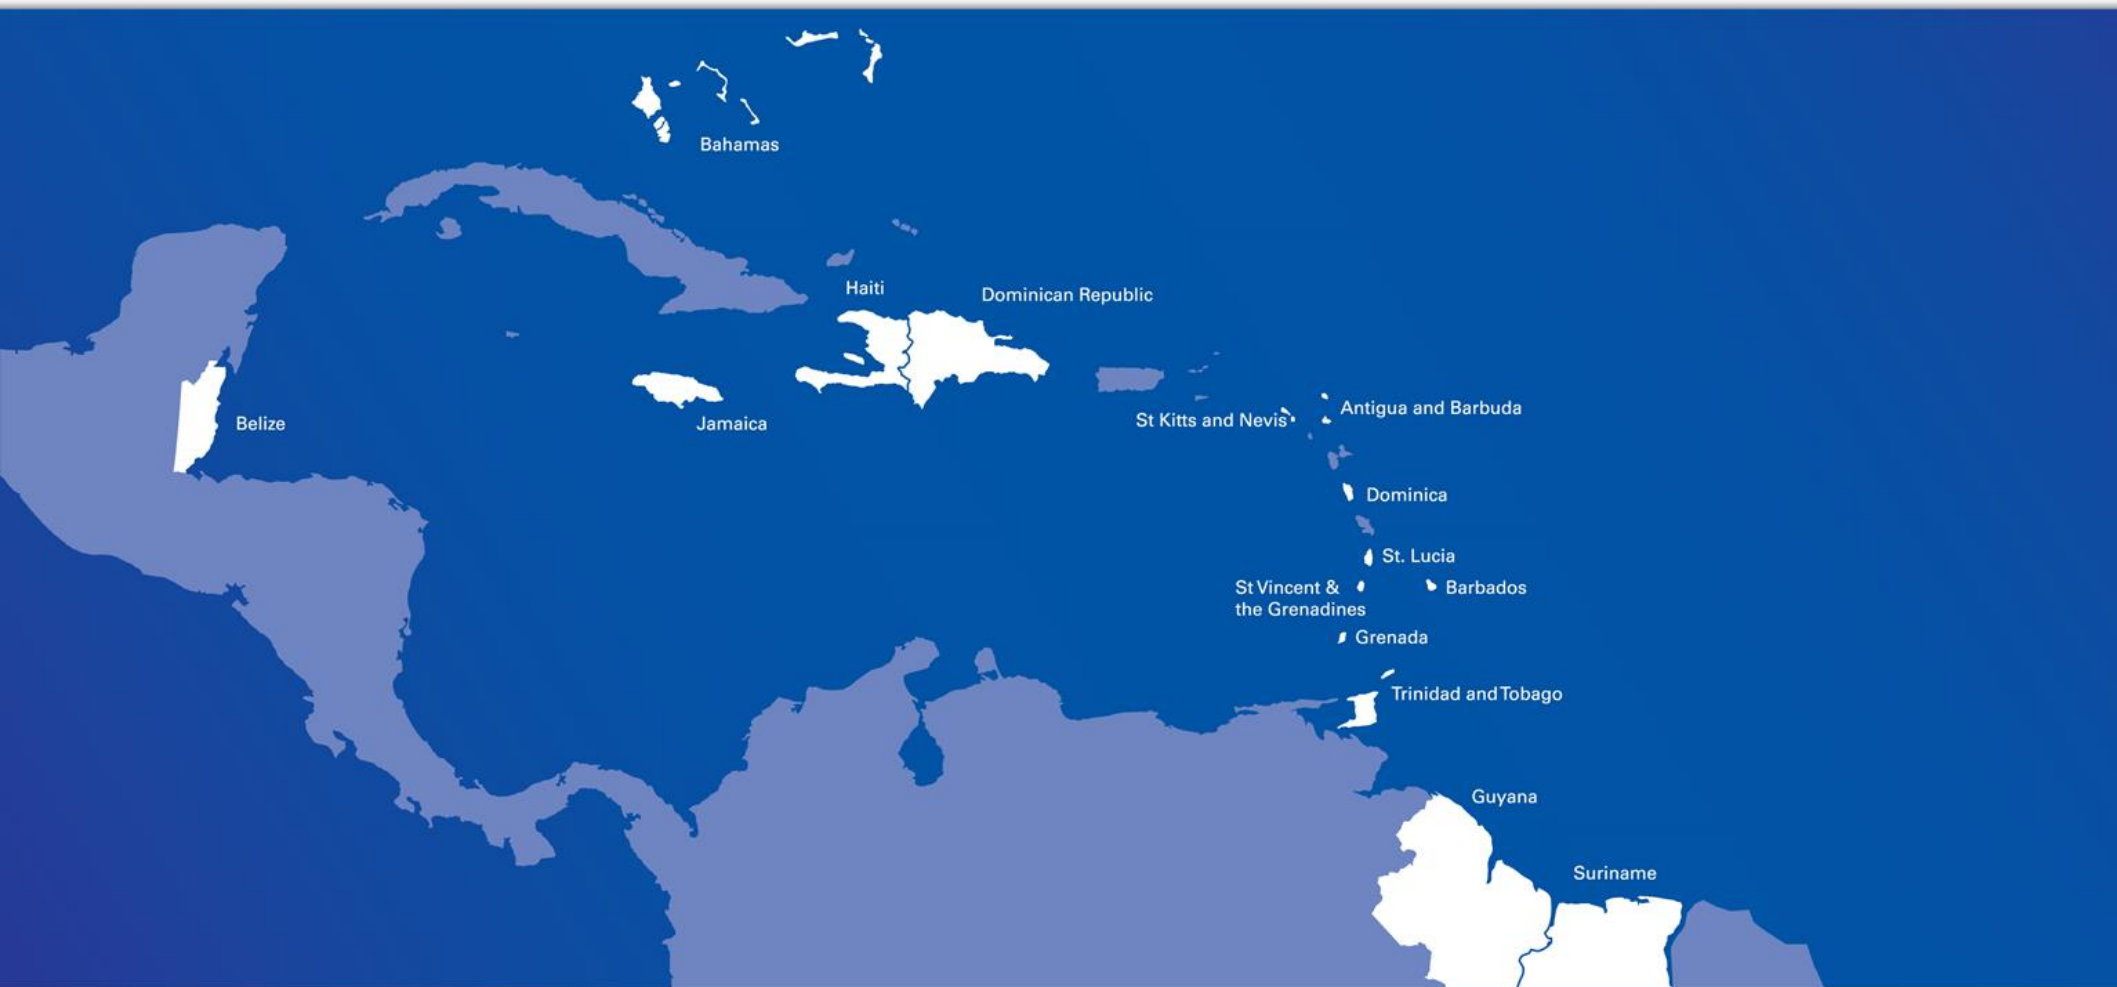 Bahamas
Haiti
Dominican Republic
Belize
Jamaica
St Kitts and Nevis
Antigua and Barbuda
Dominica
St. Lucia
St Vincent &
the Grenadines
Barbados
Grenada
Trinidad and Tobago
Guyana
Suriname